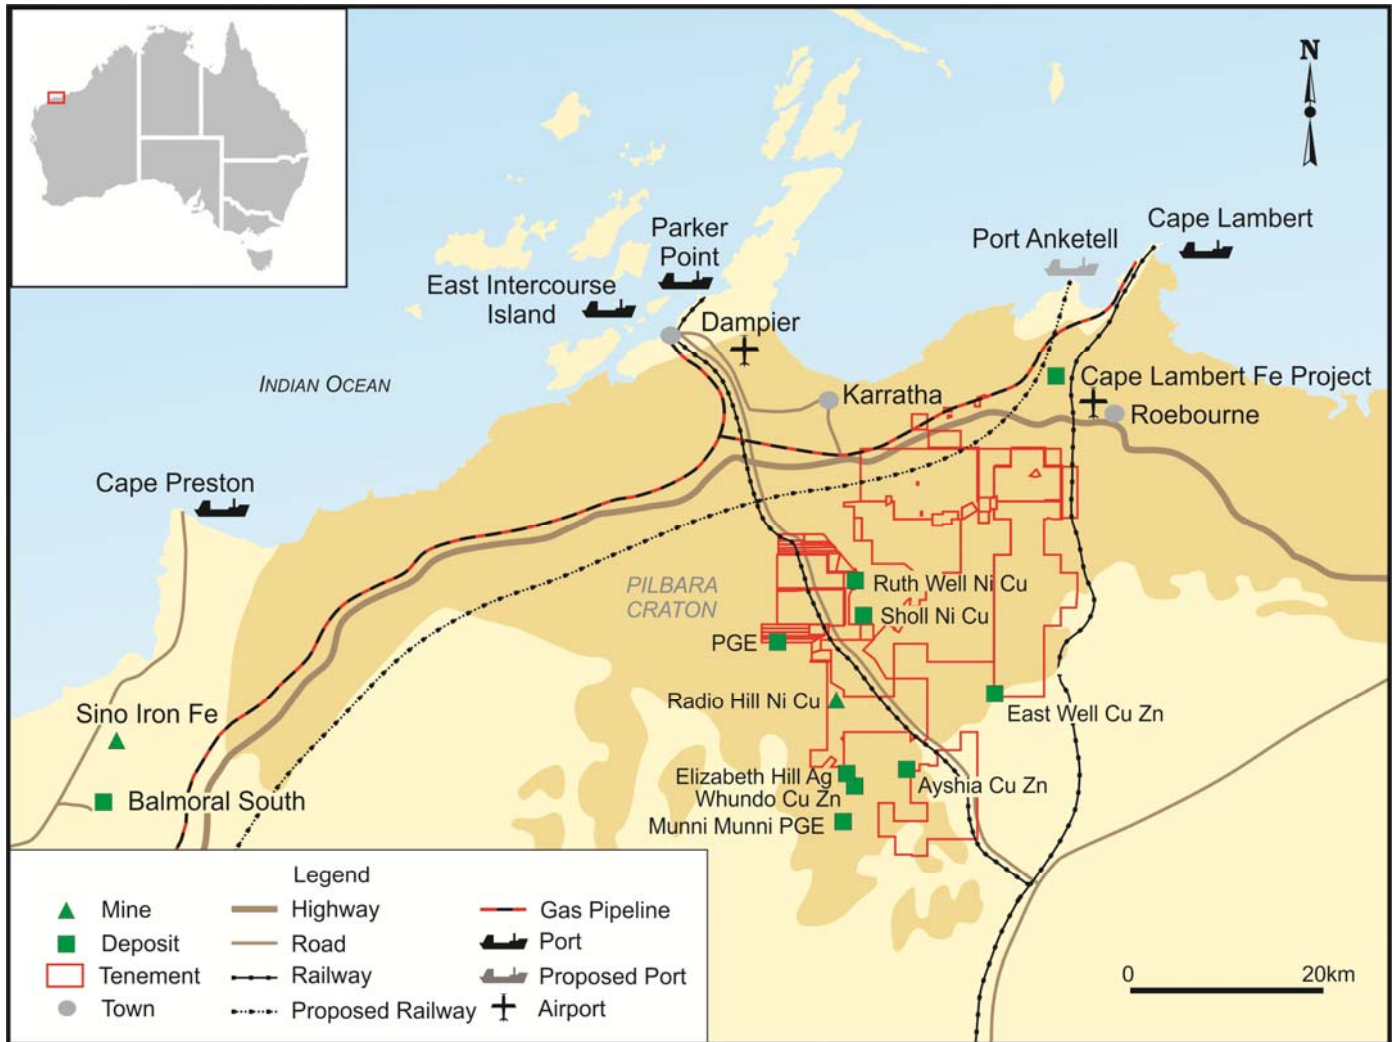 N
Cape Lambert
Port Anketell
Parker
Point
East Intercourse
Island
Dampier
INDIAN OCEAN
Karratha
Cape Lambert Fe Project
Roebourne
Cape Preston
PILBARA
CRATON
Ruth Well Ni Cu
Sholl Ni Cu
PGE
Radio Hill Ni Cu
East Well Cu Zn
Sino Iron Fe
Balmoral South
Elizabeth Hill Ag
Whundo Cu Zn
Ayshia Cu Zn
Munni Munni PGE
Legend
Mine
Highway
Gas Pipeline
Deposit
Road
Port
Tenement
Railway
Proposed Port
Town
Proposed Railway
Airport
0 20km